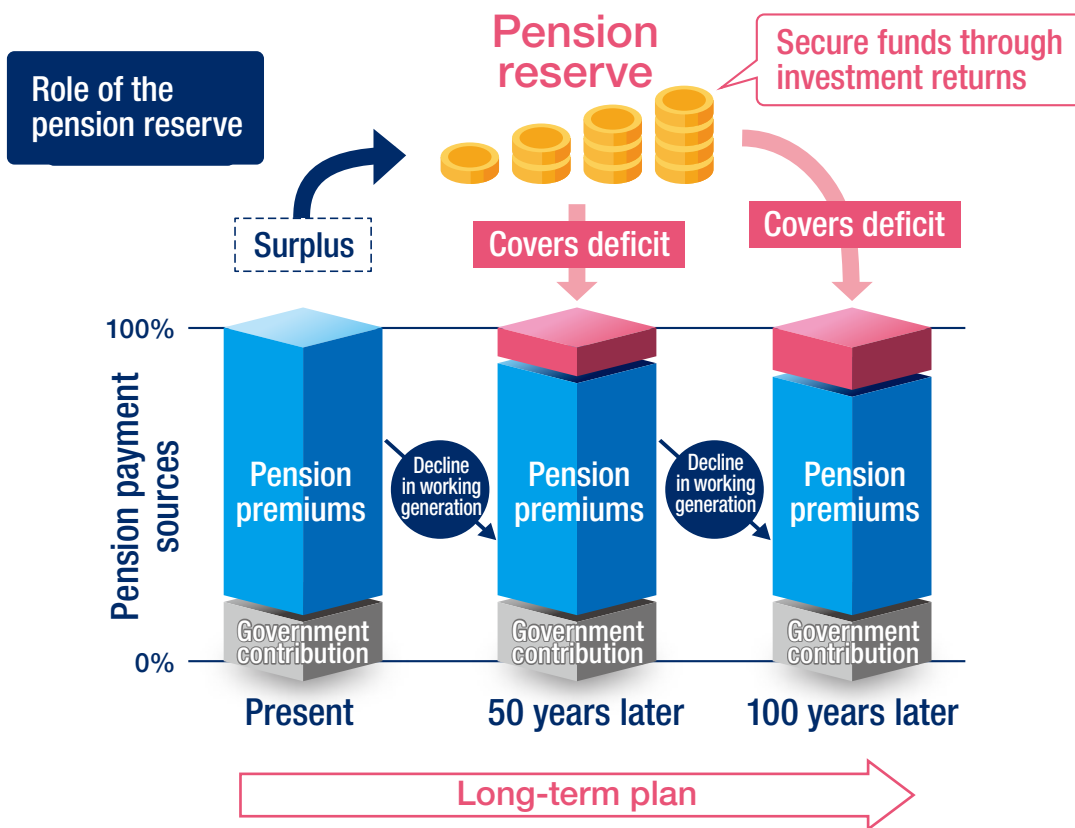 Role of the
pension reserve
Pension
reserve
Secure funds through
investment returns
Surplus
Covers deficit
Covers deficit
Pension payment
sources
100%
0%
Pension
premiums
Decline
in working
generation
Pension
premiums
Decline
in working
generation
Pension
premiums
Government
contribution
Government
contribution
Government
contribution
Present
50 years later
100 years later
Long-term plan